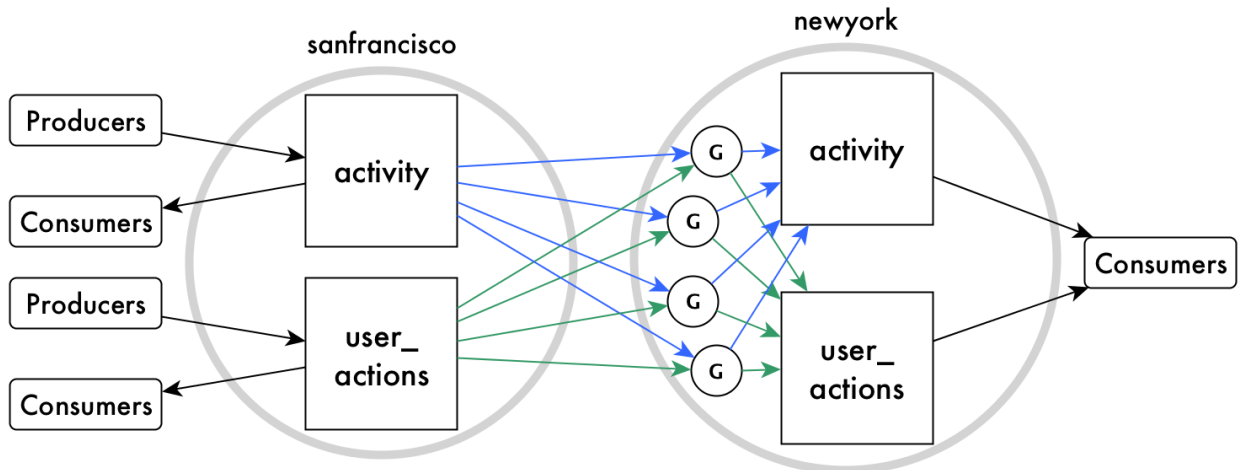 sanfrancisco
newyork
Producers
Consumers
Producers
Consumers
activity
user_
actions
G
G
G
G
activity
user_
actions
Consumers